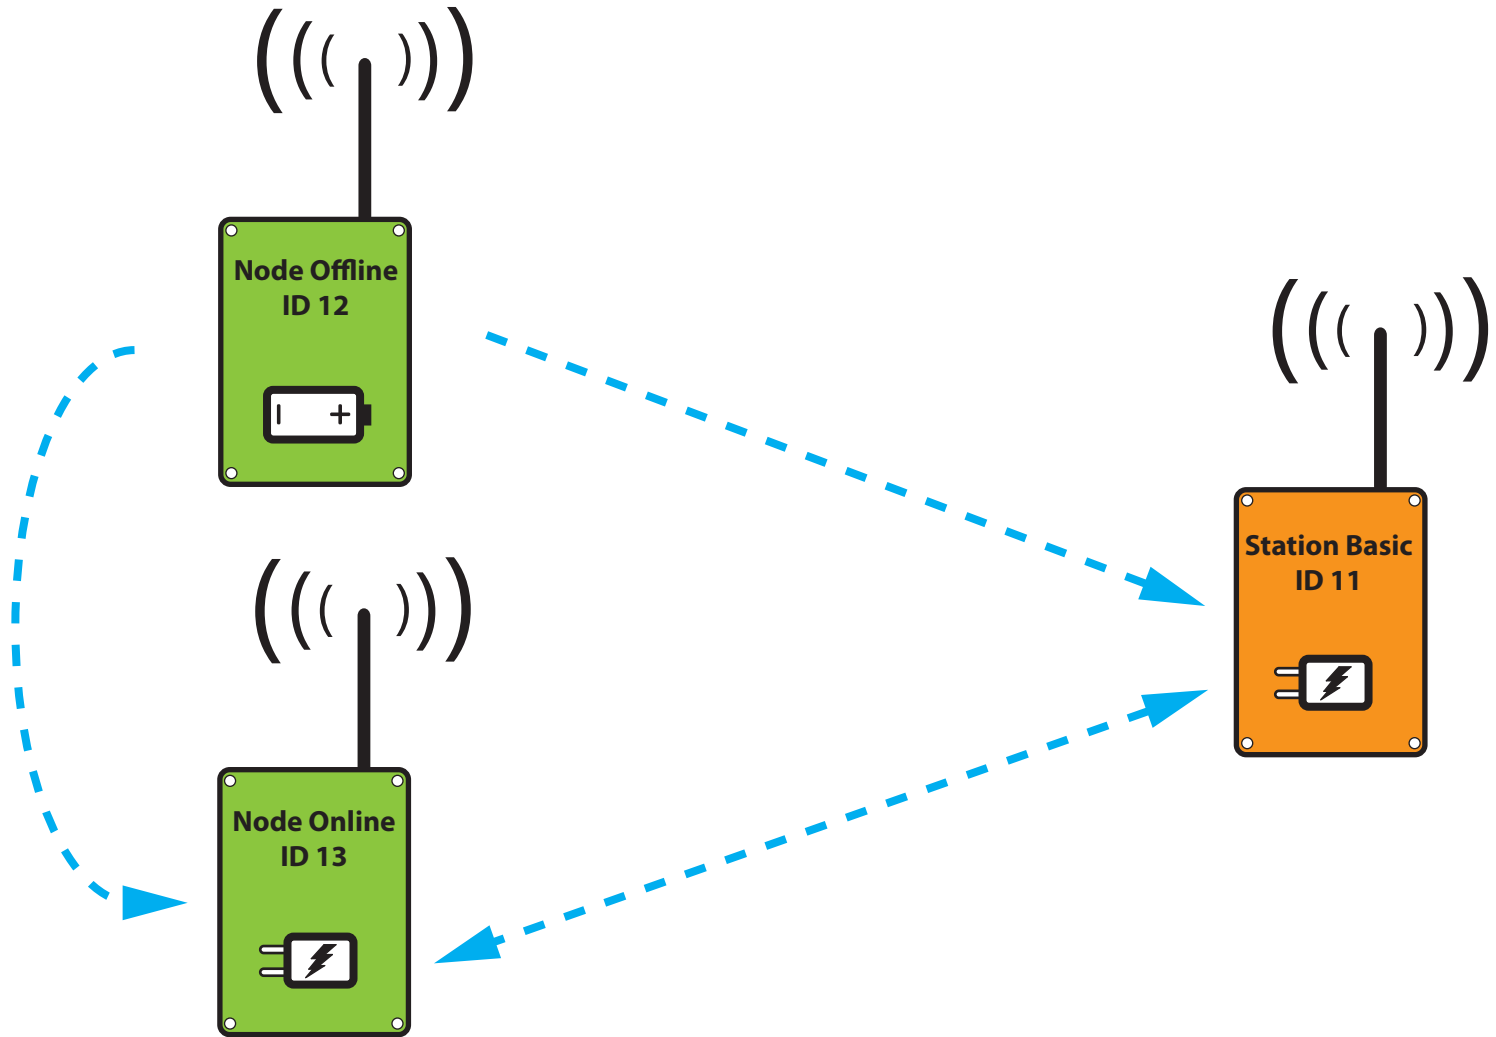 Node Offline
ID 12
Station Basic
ID 11
Node Online
ID 13